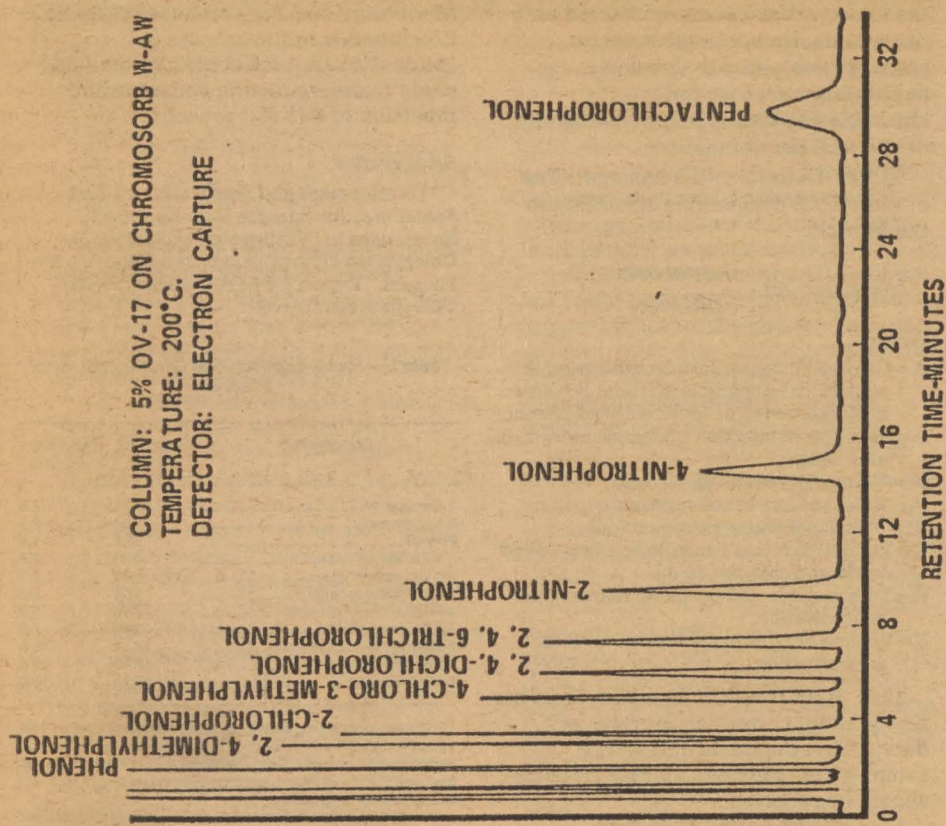 COLUMN: 5% OV-17 ON CHROMOSORB W-AW
TEMPERATURE: 200°C.
DETECTOR: ELECTRON CAPTURE
PHENOL
2, 4-DIMETHYLPHENOL
2-CHLOROPHENOL
4-CHLORO-3-METHYLPHENOL
2, 4,-DICHLOROPHENOL
2, 4, 6-TRICHLOROPHENOL
2-NITROPHENOL
4-NITROPHENOL
PENTACHLOROPHENOL
0 4 8 12 16 20 24 28 32
RETENTION TIME-MINUTES